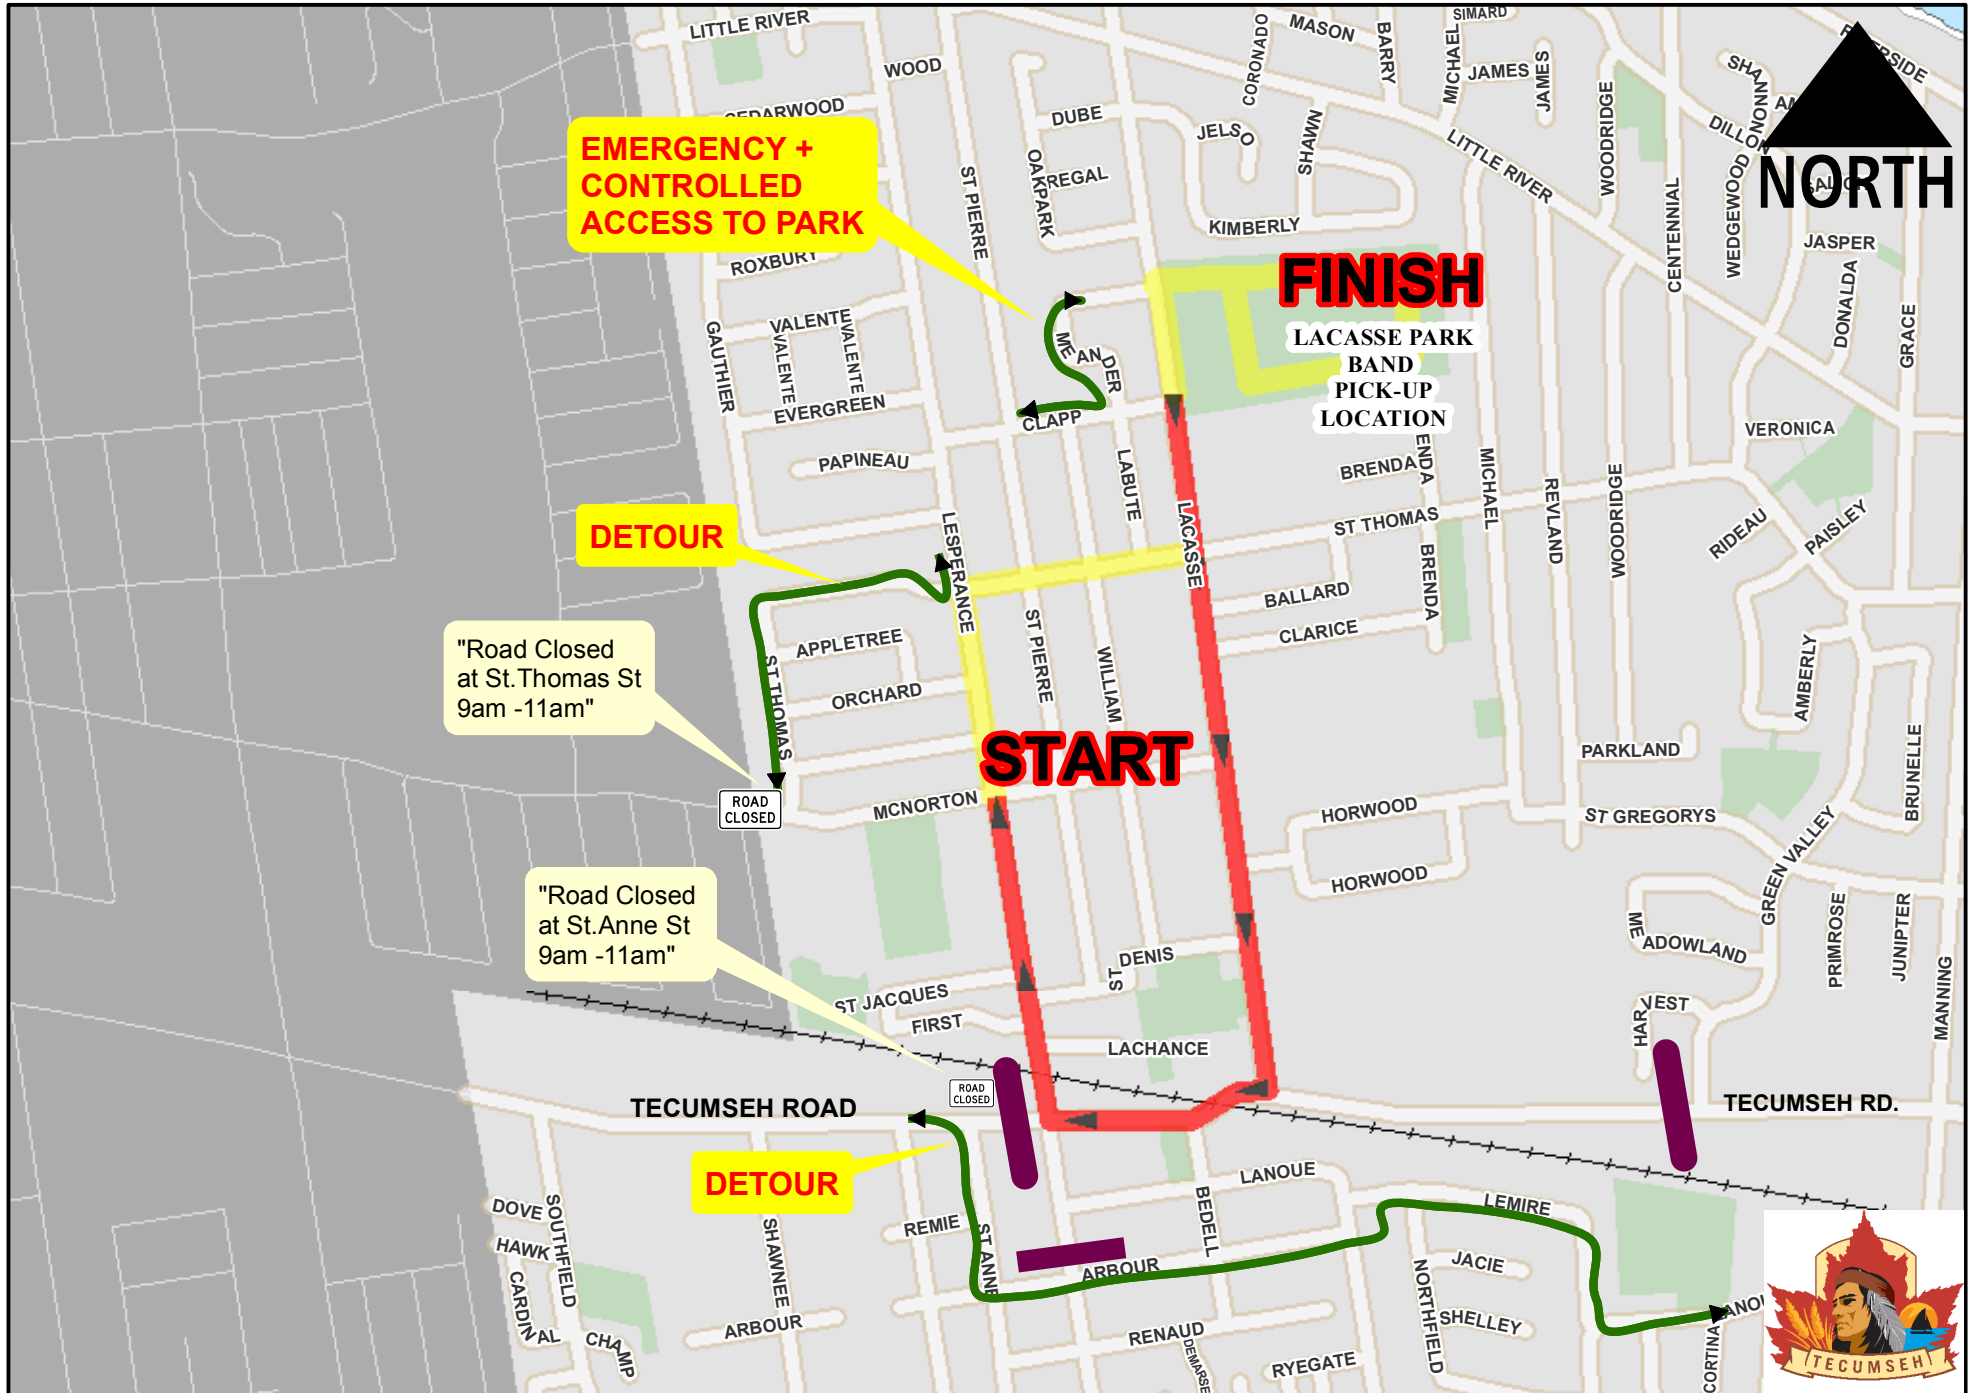 LITTLE RIVER
WOOD
CEDARWOOD
MASON
CORONADO
BARRY
SIMARD
MICHAEL
JAMES
JAMES
WOODRIDGE
RIVERSIDE
DILLON
WEDGEWOOD
NORTH
DUBE
JELSO
SHAWN
LITTLE RIVER
OAKPARK
REGAL
ST PIERRE
KIMBERLY
CENTENNIAL
JASPER
DONALDA
GRACE
EMERGENCY +
CONTROLLED
ACCESS TO PARK
ROXBURY
GAUTHIER
VALENTE
VALENTE
VALENTE
EVERGREEN
PAPINEAU
MEANDER
CLAPP
LABUTE
FINISH
LACASSE PARK
BAND
PICK-UP
LOCATION
BRENDA
ENDA
VERONICA
MICHAEL
REVLAND
WOODRIDGE
RIDEAU
PAISLEY
DETOUR
LESPERANCE
LACASSE
ST THOMAS
BRENDA
BALLARD
CLARICE
"Road Closed
at St.Thomas St
9am -11am"
APPLETREE
ORCHARD
ST THOMAS
ST PIERRE
WILLIAM
AMBERLY
START
PARKLAND
BRUNELLE
ROAD
CLOSED
MCNORTON
HORWOOD
ST GREGORYS
GREEN VALLEY
HORWOOD
"Road Closed
at St.Anne St
9am -11am"
MEADOWLAND
PRIMROSE
JUNIPTER
MANNING
ST DENIS
ST JACQUES
FIRST
LACHANCE
HARVEST
ROAD
CLOSED
TECUMSEH ROAD
TECUMSEH RD.
DETOUR
LANOUE
BEDELL
LEMIRE
DOVE
HAWK
SOUTHFIELD
CARDINAL
CHAMP
SHAWNEE
ARBOUR
REMIE
ST ANNE
ARBOUR
RENAUD
DEMARSE
RYEGATE
NORTHFIELD
JACIE
SHELLEY
CORTINA
TECUMSEH